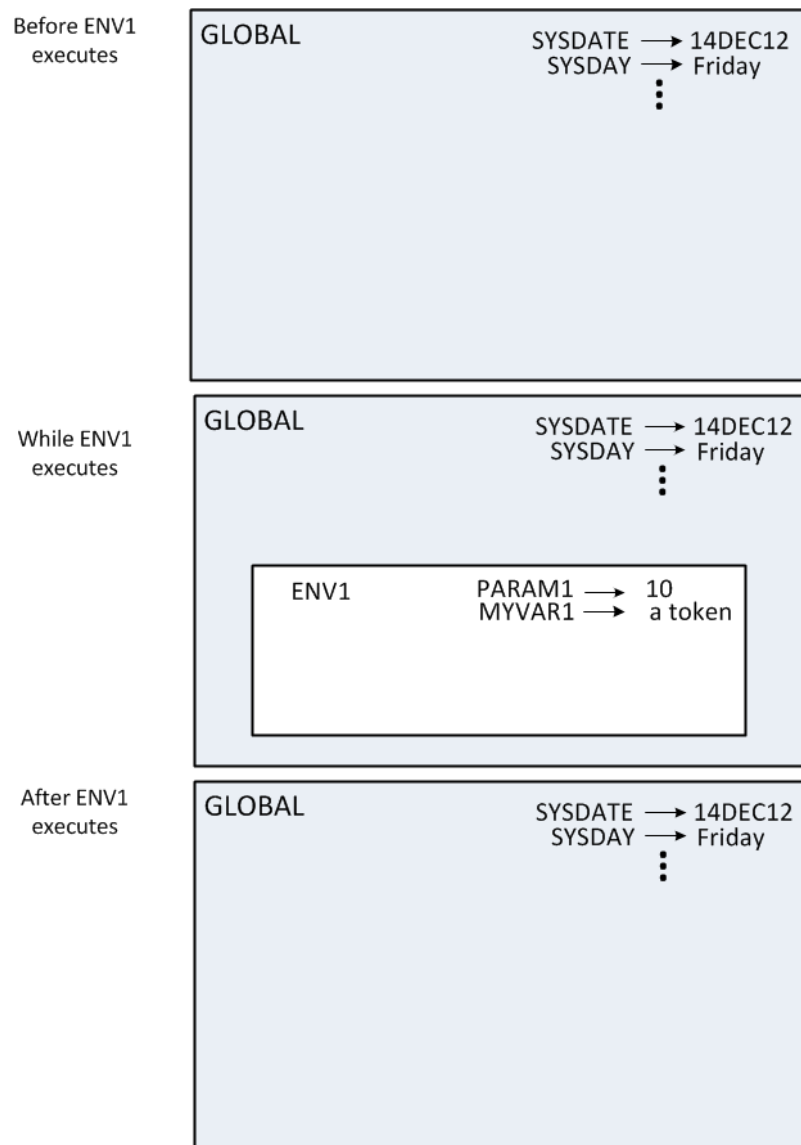 Before ENV1
executes
GLOBAL
SYSDATE → 14DEC12
SYSDAY → Friday
While ENV1
executes
GLOBAL
SYSDATE → 14DEC12
SYSDAY → Friday
ENV1
PARAM1 → 10
MYVAR1 → a token
After ENV1
executes
GLOBAL
SYSDATE → 14DEC12
SYSDAY → Friday